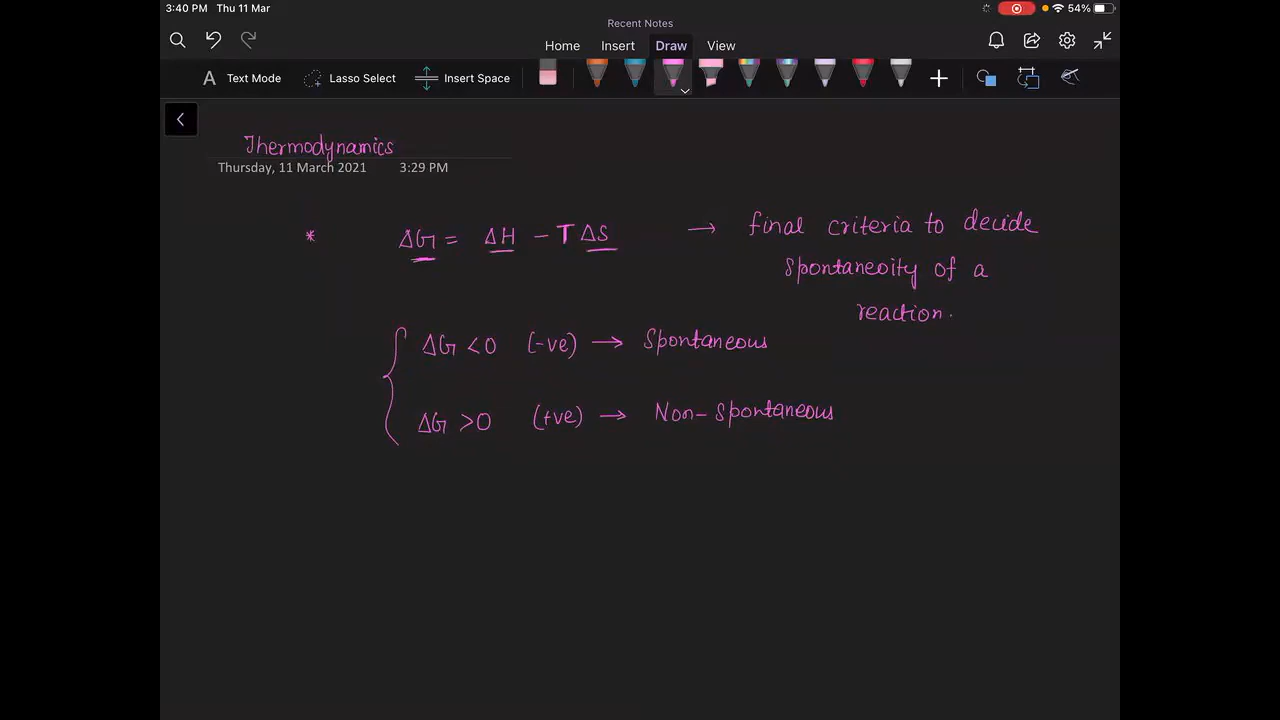 3:40 PM Thu 11 Mar
54%
Recent Notes
Home Insert Draw View
A Text Mode Lasso Select Insert Space
Thermodynamics
Thursday, 11 March 2021 3:29 PM
* ΔG = ΔH - T ΔS → final criteria to decide
spontaneoity of a
reaction.
ΔG < 0 (-ve) → Spontaneous
ΔG > 0 (+ve) → Non-Spontaneous